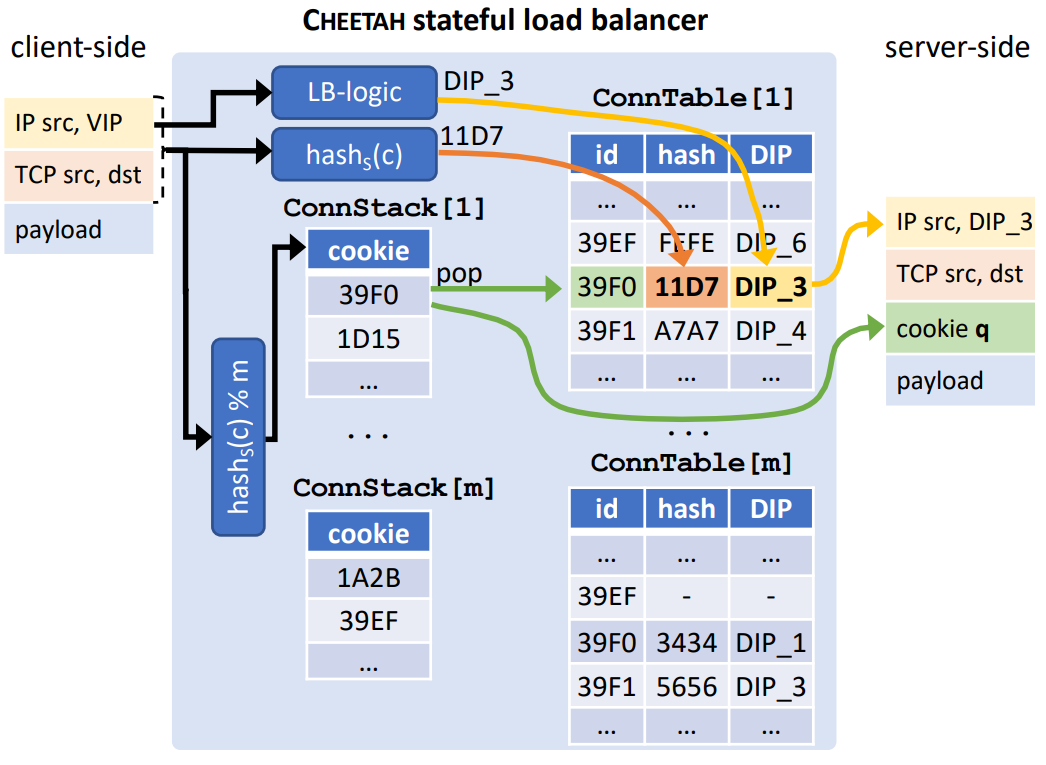 CHEETAH stateful load balancer
client-side
server-side
IP src, VIP
TCP src, dst
payload
LB-logic
DIP_3
hashS(c)
11D7
hashS(c) % m
ConnStack[1]
cookie
39F0
1D15
...
pop
...
ConnStack[m]
cookie
1A2B
39EF
...
ConnTable[1]
id hash DIP
... ... ...
39EF FEFE DIP_6
39F0 11D7 DIP_3
39F1 A7A7 DIP_4
... ... ...
...
ConnTable[m]
id hash DIP
... ... ...
39EF - -
39F0 3434 DIP_1
39F1 5656 DIP_3
... ... ...
IP src, DIP_3
TCP src, dst
cookie q
payload